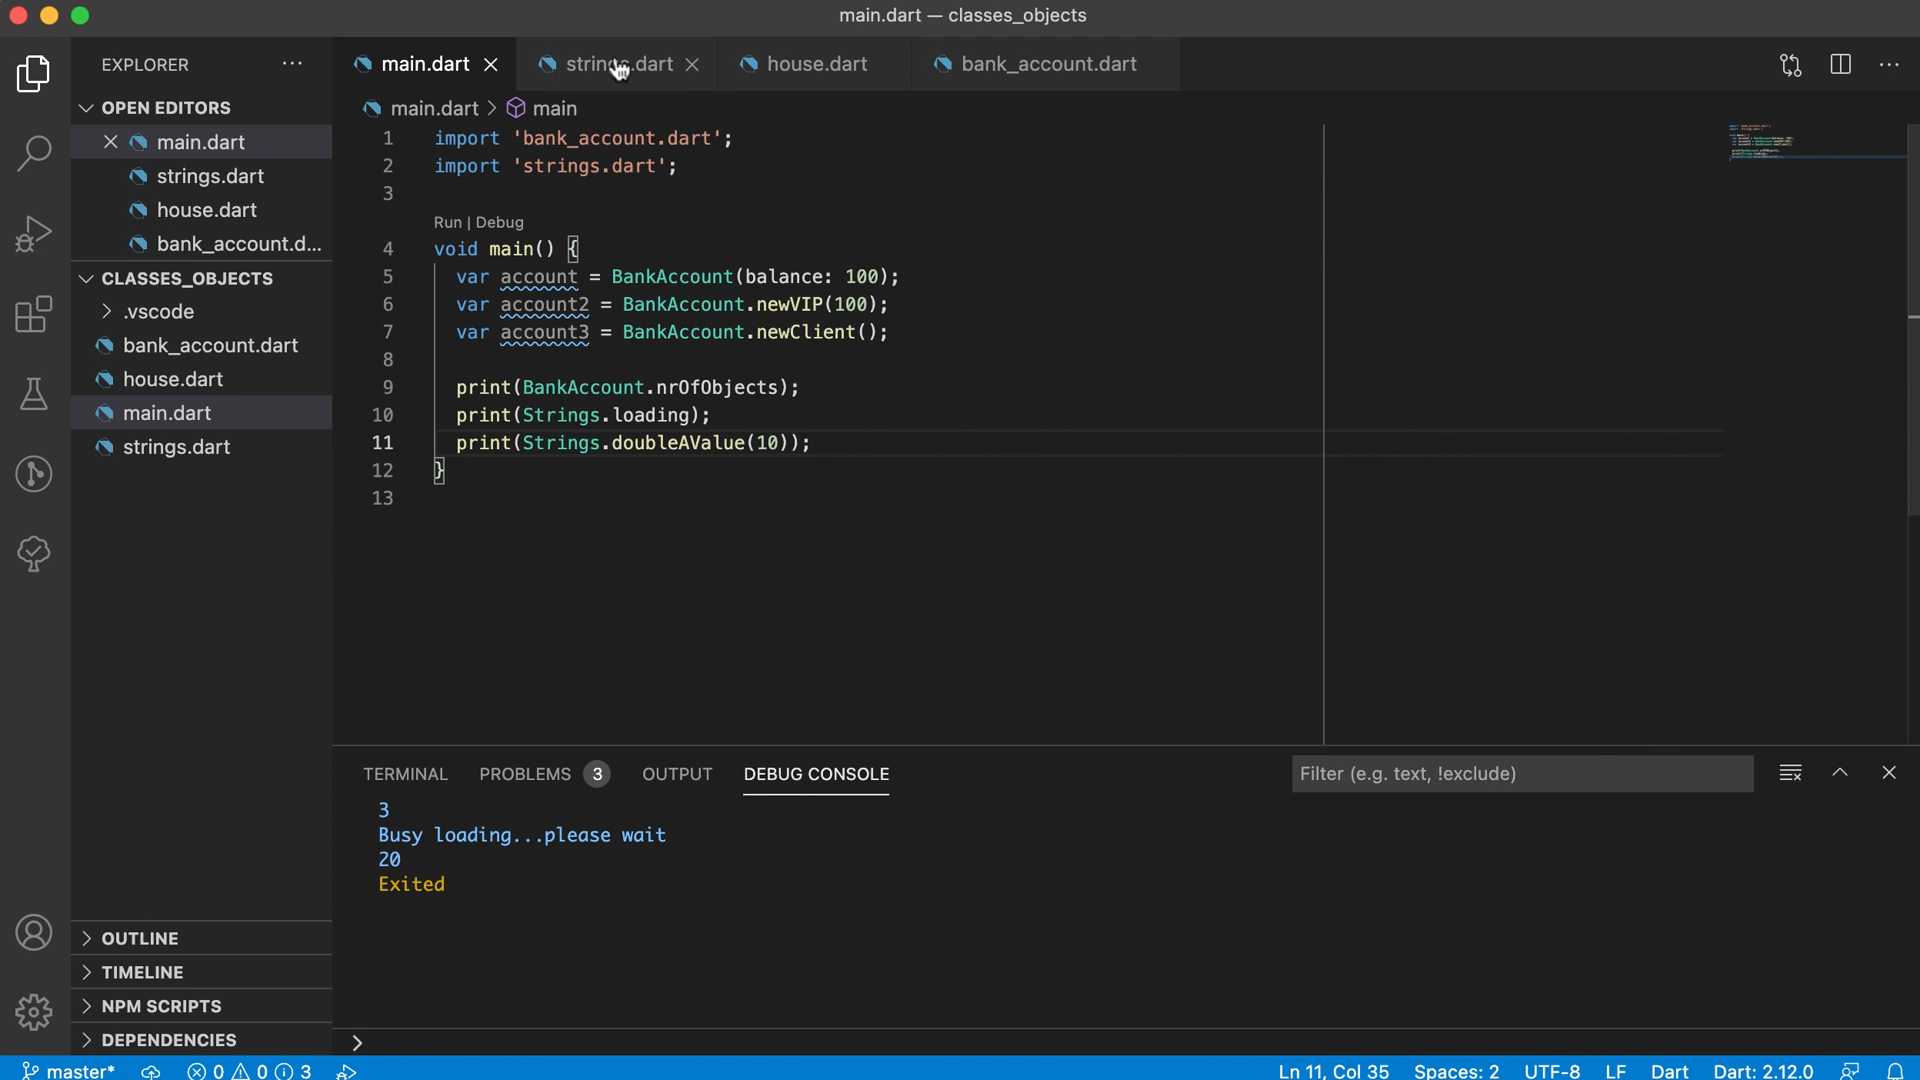 main.dart — classes_objects
EXPLORER
OPEN EDITORS
main.dart
strings.dart
house.dart
bank_account.d...
CLASSES_OBJECTS
.vscode
bank_account.dart
house.dart
main.dart
strings.dart
OUTLINE
TIMELINE
NPM SCRIPTS
DEPENDENCIES
main.dart strings.dart house.dart bank_account.dart
main.dart > main
1 import 'bank_account.dart';
2 import 'strings.dart';
3
Run | Debug
4 void main() {
5 var account = BankAccount(balance: 100);
6 var account2 = BankAccount.newVIP(100);
7 var account3 = BankAccount.newClient();
8
9 print(BankAccount.nrOfObjects);
10 print(Strings.loading);
11 print(Strings.doubleAValue(10));
12 }
13
TERMINAL PROBLEMS 3 OUTPUT DEBUG CONSOLE Filter (e.g. text, !exclude)
3
Busy loading...please wait
20
Exited
master* 0 0 3 Ln 11, Col 35 Spaces: 2 UTF-8 LF Dart Dart: 2.12.0